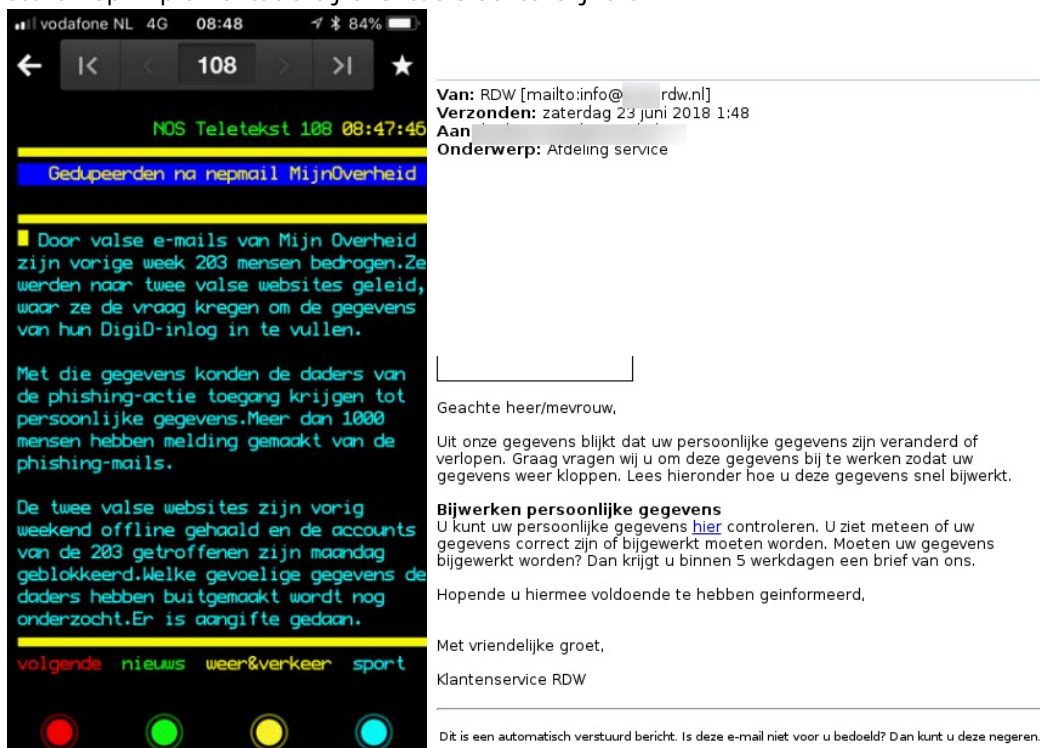 vodafone NL 4G 08:48 84%
108
NOS Teletekst 108 08:47:46
Gedupeerden na nepmail MijnOverheid
Door valse e-mails van Mijn Overheid
zijn vorige week 203 mensen bedrogen.Ze
werden naar twee valse websites geleid,
waar ze de vraag kregen om de gegevens
van hun DigiD-inlog in te vullen.
Met die gegevens konden de daders van
de phishing-actie toegang krijgen tot
persoonlijke gegevens.Meer dan 1000
mensen hebben melding gemaakt van de
phishing-mails.
De twee valse websites zijn vorig
weekend offline gehaald en de accounts
van de 203 getroffenen zijn maandag
geblokkeerd.Welke gevoelige gegevens de
daders hebben buitgemaakt wordt nog
onderzocht.Er is aangifte gedaan.
volgende nieuws weer&verkeer sport
Van: RDW [mailto:info@ rdw.nl]
Verzonden: zaterdag 23 juni 2018 1:48
Aan
Onderwerp: Afdeling service
Geachte heer/mevrouw,
Uit onze gegevens blijkt dat uw persoonlijke gegevens zijn veranderd of
verlopen. Graag vragen wij u om deze gegevens bij te werken zodat uw
gegevens weer kloppen. Lees hieronder hoe u deze gegevens snel bijwerkt.
Bijwerken persoonlijke gegevens
U kunt uw persoonlijke gegevens hier controleren. U ziet meteen of uw
gegevens correct zijn of bijgewerkt moeten worden. Moeten uw gegevens
bijgewerkt worden? Dan krijgt u binnen 5 werkdagen een brief van ons.
Hopende u hiermee voldoende te hebben geinformeerd,
Met vriendelijke groet,
Klantenservice RDW
Dit is een automatisch verstuurd bericht. Is deze e-mail niet voor u bedoeld? Dan kunt u deze negeren.